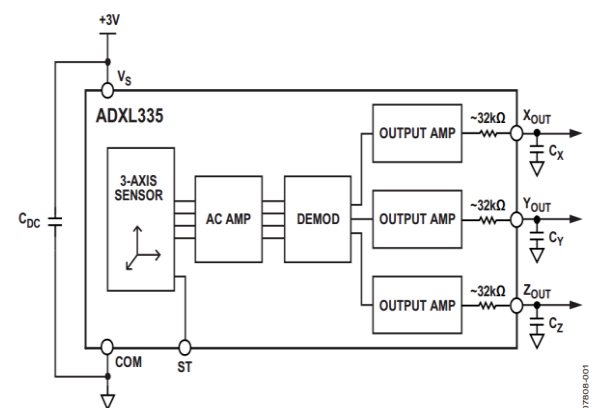 +3V
VS
ADXL335
3-AXIS
SENSOR
AC AMP
DEMOD
OUTPUT AMP
~32kΩ
XOUT
CX
OUTPUT AMP
~32kΩ
YOUT
CY
OUTPUT AMP
~32kΩ
ZOUT
CZ
CDC
COM
ST
07808-001